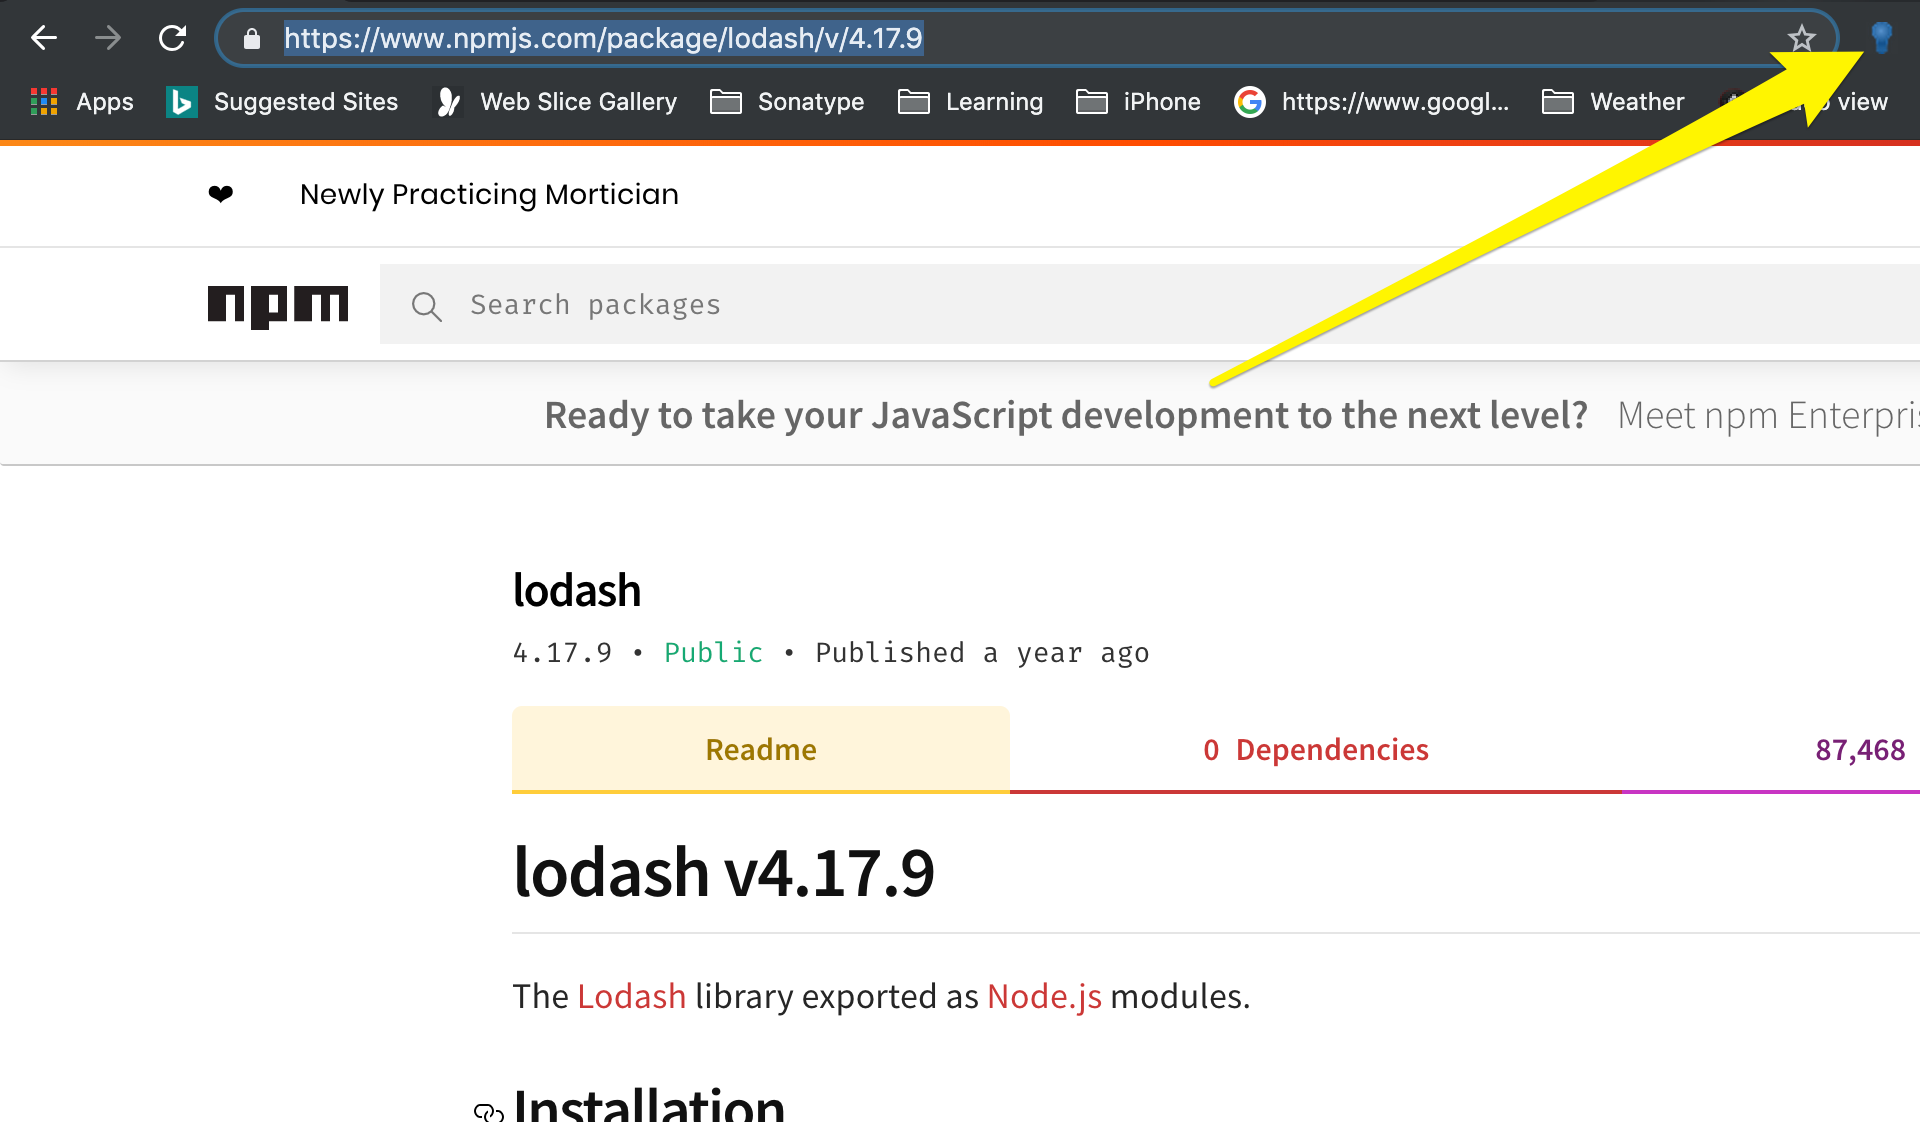 https://www.npmjs.com/package/lodash/v/4.17.9
Apps Suggested Sites Web Slice Gallery Sonatype Learning iPhone https://www.googl... Weather view
❤ Newly Practicing Mortician
npm Search packages
Ready to take your JavaScript development to the next level? Meet npm
lodash
4.17.9 • Public • Published a year ago
Readme 0 Dependencies 87,468
lodash v4.17.9
The Lodash library exported as Node.js modules.
Installation